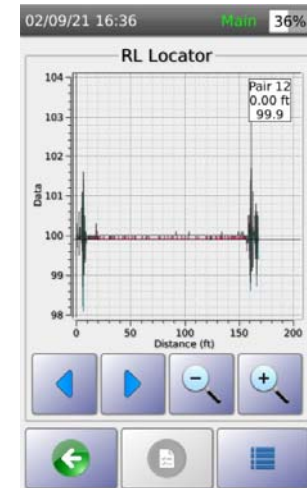 02/09/21 16:36 Main 36%
RL Locator
Pair 12
0.00 ft
99.9
104
103
102
101
100
99
98
Data
0 50 100 150 200
Distance (ft)